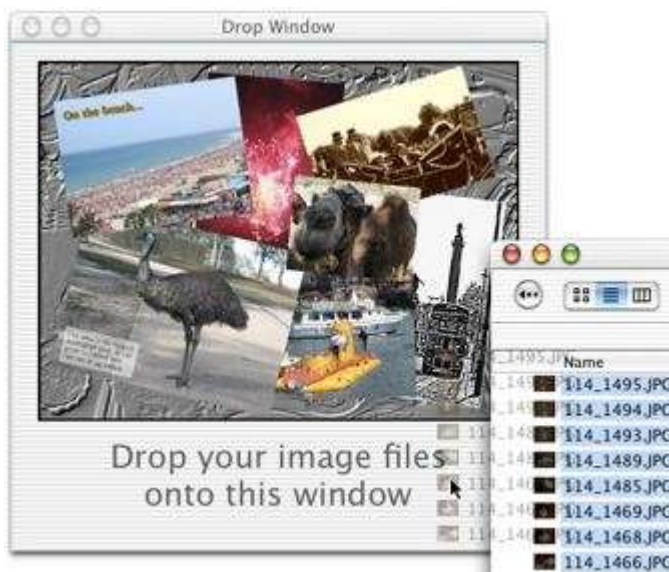 Drop Window
On the beach...
Drop your image files
onto this window
Name
114_1495.JPG
114_1494.JPG
114_1493.JPG
114_1489.JPG
114_1485.JPG
114_1469.JPG
114_1468.JPG
114_1466.JPG